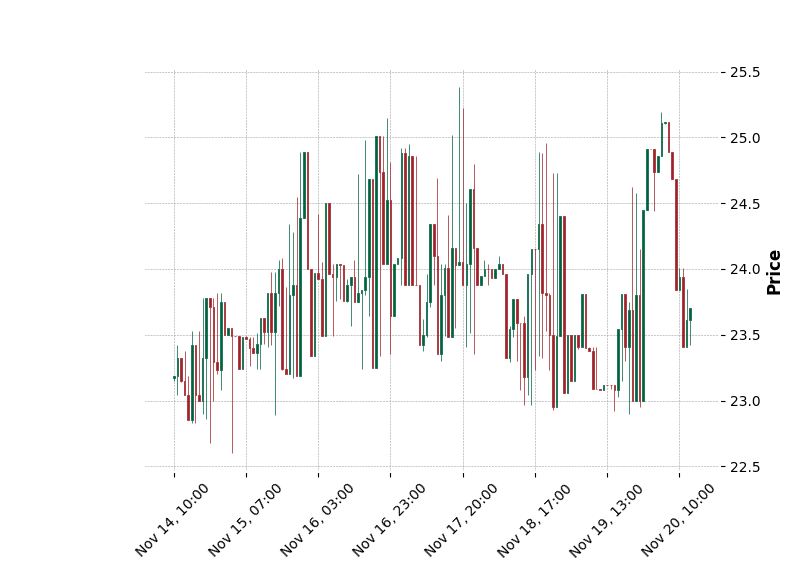 25.5
25.0
24.5
24.0
23.5
23.0
22.5
Price
Nov 14, 10:00
Nov 15, 07:00
Nov 16, 03:00
Nov 16, 23:00
Nov 17, 20:00
Nov 18, 17:00
Nov 19, 13:00
Nov 20, 10:00